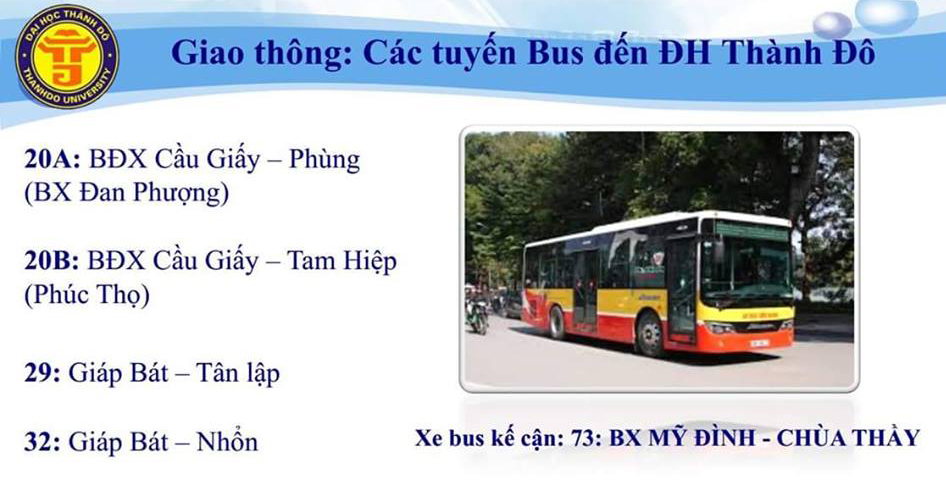 ĐẠI HỌC THÀNH ĐÔ
THANHDO UNIVERSITY
Giao thông: Các tuyến Bus đến ĐH Thành Đô
20A: BĐX Cầu Giấy – Phùng
(BX Đan Phượng)
20B: BĐX Cầu Giấy – Tam Hiệp
(Phúc Thọ)
29: Giáp Bát – Tân lập
32: Giáp Bát – Nhổn
Xe bus kế cận: 73: BX MỸ ĐÌNH - CHÙA THẦY